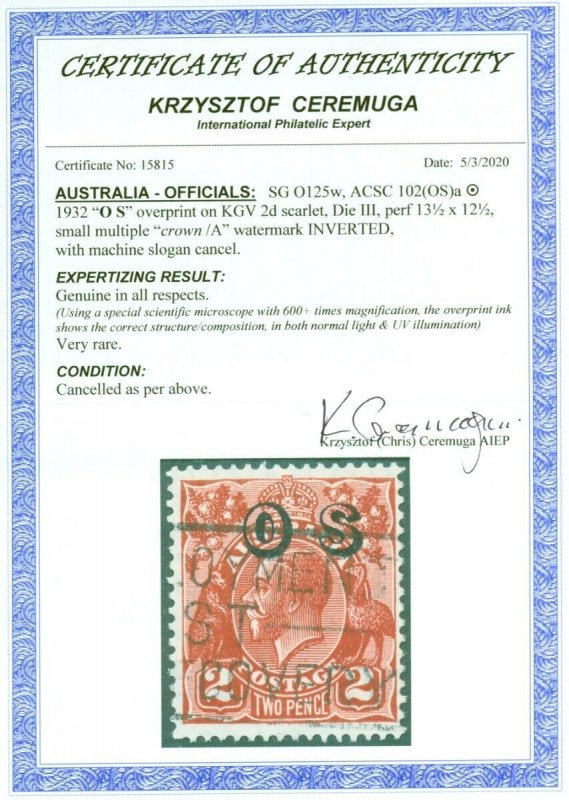 CERTIFICATE OF AUTHENTICITY
KRZYSZTOF CEREMUGA
International Philatelic Expert
Certificate No: 15815 Date: 5/3/2020
AUSTRALIA - OFFICIALS: SG O125w, ACSC 102(OS)a ⊙
1932 “O S” overprint on KGV 2d scarlet, Die III, perf 13½ x 12½,
small multiple “crown /A” watermark INVERTED,
with machine slogan cancel.
EXPERTIZING RESULT:
Genuine in all respects.
(Using a special scientific microscope with 600+ times magnification, the overprint ink
shows the correct structure/composition, in both normal light & UV illumination)
Very rare.
CONDITION:
Cancelled as per above.
Krzysztof (Chris) Ceremuga AIEP
O S
POSTAGE
2 TWO PENCE 2